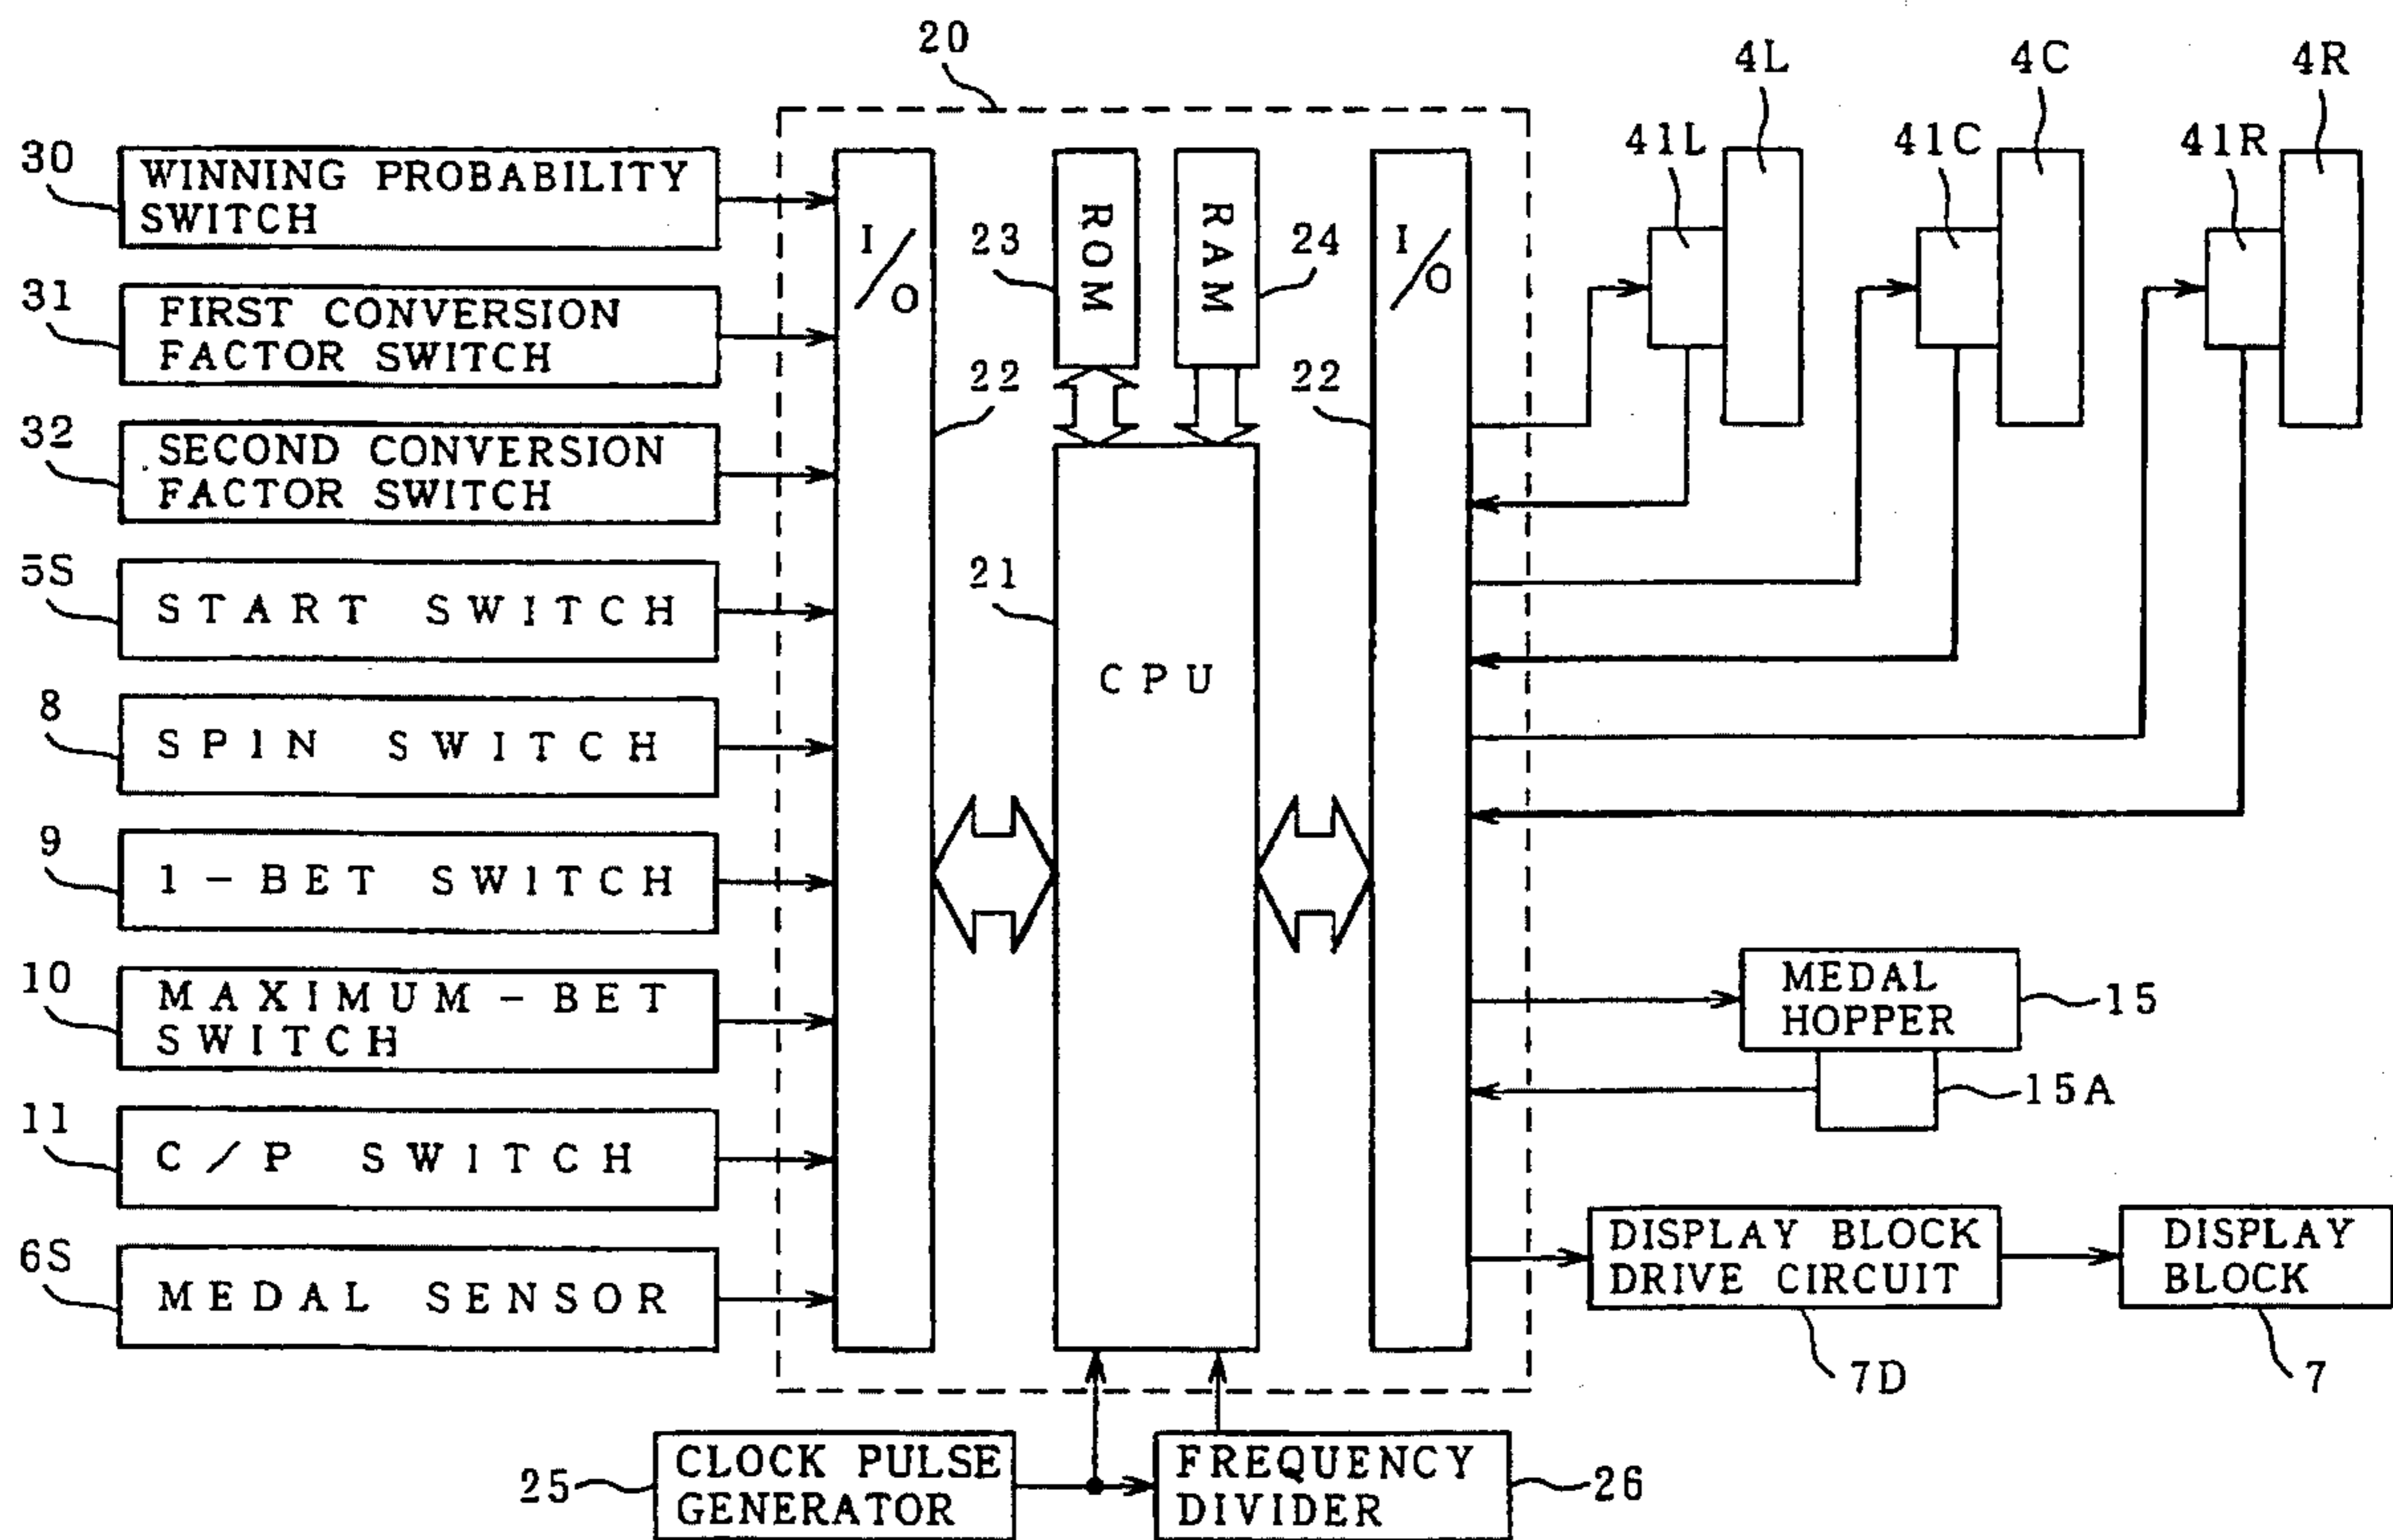 20
4L
4C
4R
41L
41C
41R
30
WINNING PROBABILITY
SWITCH
31
FIRST CONVERSION
FACTOR SWITCH
32
SECOND CONVERSION
FACTOR SWITCH
5S
START SWITCH
8
SPIN SWITCH
9
1-BET SWITCH
10
MAXIMUM-BET
SWITCH
11
C/P SWITCH
6S
MEDAL SENSOR
I/O
22
23
ROM
RAM
24
21
CPU
I/O
22
MEDAL
HOPPER
15
15A
DISPLAY BLOCK
DRIVE CIRCUIT
7D
DISPLAY
BLOCK
7
25
CLOCK PULSE
GENERATOR
FREQUENCY
DIVIDER
26